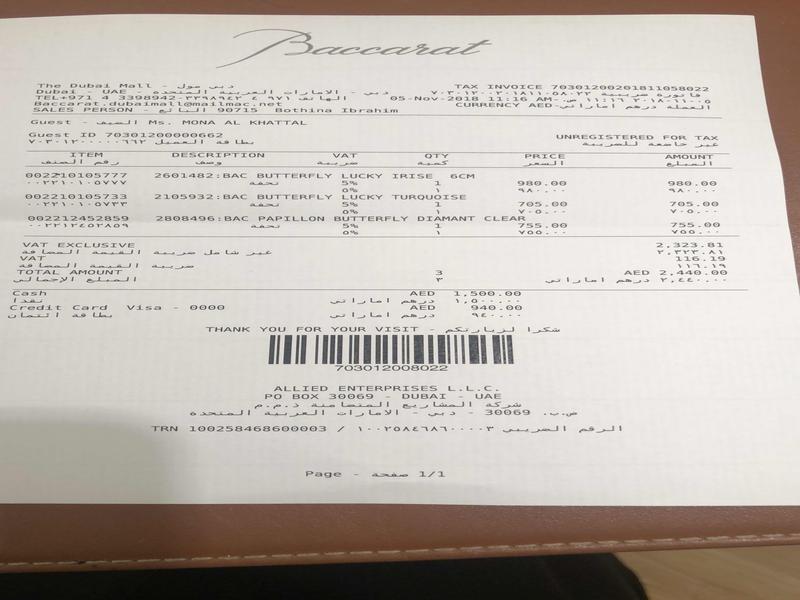 Baccarat
The Dubai Mall - دبي مول
Dubai - UAE - دبي - الامارات العربية المتحدة
TEL+971 4 3398942-٣٣٩٨٩٤٢ ٤ ٩٧١ الهاتف
Baccarat.dubaimall@mailmac.net
SALES PERSON - البائع 90715 Bothina Ibrahim
TAX INVOICE 70301200201811058022
فاتورة ضريبية ٧٠٣٠١٢٠٠٢٠١٨١١٠٥٨٠٢٢
05-Nov-2018 11:16 AM-٠٥-١١-٢٠١٨ ١١:١٦ ص
CURRENCY AED-العملة درهم اماراتي
Guest - الضيف Ms. MONA AL KHATTAL
Guest ID 70301200000662
بطاقة العميل ٧٠٣٠١٢٠٠٠٠٠٦٦٢
UNREGISTERED FOR TAX
غير خاضعة للضريبة
ITEM DESCRIPTION VAT QTY PRICE AMOUNT
رقم الصنف وصف ضريبة كمية السعر المبلغ
002210105777 2601482:BAC BUTTERFLY LUCKY IRISE 6CM
5% 1 980.00 980.00
٠٠٢٢١٠١٠٥٧٧٧ تحفة ٥% ١ ٩٨٠.٠٠ ٩٨٠.٠٠
002210105733 2105932:BAC BUTTERFLY LUCKY TURQUOISE
5% 1 705.00 705.00
٠٠٢٢١٠١٠٥٧٣٣ تحفة ٥% ١ ٧٠٥.٠٠ ٧٠٥.٠٠
002212452859 2808496:BAC PAPILLON BUTTERFLY DIAMANT CLEAR
5% 1 755.00 755.00
٠٠٢٢١٢٤٥٢٨٥٩ تحفة ٥% ١ ٧٥٥.٠٠ ٧٥٥.٠٠
VAT EXCLUSIVE 2,323.81
غير شامل ضريبة القيمة المضافة ٢,٣٢٣.٨١
VAT 116.19
ضريبة القيمة المضافة ١١٦.١٩
TOTAL AMOUNT 3 AED 2,440.00
المبلغ الإجمالي ٣ درهم اماراتي ٢,٤٤٠.٠٠
Cash AED 1,500.00
نقدا درهم اماراتي ١,٥٠٠.٠٠
Credit Card Visa - 0000 AED 940.00
بطاقة ائتمان درهم اماراتي ٩٤٠.٠٠
THANK YOU FOR YOUR VISIT - شكرا لزيارتكم
703012008022
ALLIED ENTERPRISES L.L.C.
PO BOX 30069 - DUBAI - UAE
شركة المشاريع المتضامنة ذ.م.م
ص.ب. 30069 - دبي - الامارات العربية المتحدة
TRN 100258468600003 / ١٠٠٢٥٨٤٦٨٦٠٠٠٠٣ الرقم الضريبي
Page - صفحة 1/1